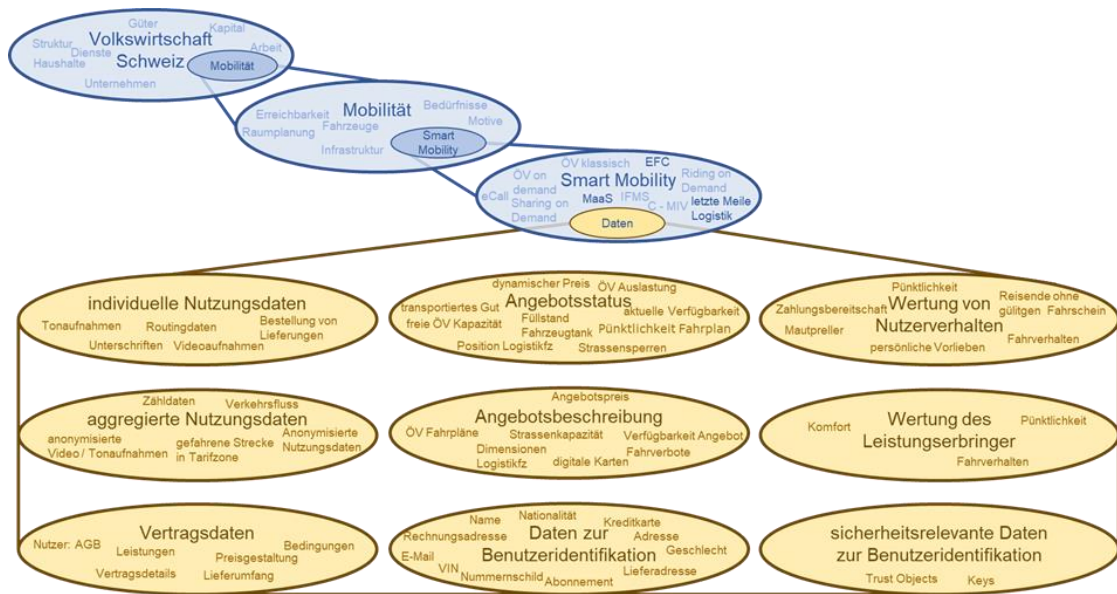 Güter
Kapital
Struktur
Volkswirtschaft
Dienste
Arbeit
Haushalte
Schweiz
Mobilität
Unternehmen
Mobilität
Bedürfnisse
Erreichbarkeit
Fahrzeuge
Motive
Raumplanung
Infrastruktur
Smart
Mobility
ÖV klassisch
EFC
ÖV on
demand
Smart Mobility
Riding on
Demand
eCall
Sharing on
Demand
MaaS
IFMS
C - MIV
letzte Meile
Logistik
Daten
individuelle Nutzungsdaten
Tonaufnahmen
Routingdaten
Bestellung von
Lieferungen
Unterschriften
Videoaufnahmen
dynamischer Preis
ÖV Auslastung
transportiertes Gut
Angebotsstatus
aktuelle Verfügbarkeit
freie ÖV Kapazität
Füllstand
Fahrzeugtank
Pünktlichkeit Fahrplan
Position Logistikfz
Strassensperren
Pünktlichkeit
Zahlungsbereitschaft
Wertung von
Nutzerverhalten
Reisende ohne
gülitgen Fahrschein
Mautpreller
persönliche Vorlieben
Fahrverhalten
Zähldaten
Verkehrsfluss
aggregierte Nutzungsdaten
anonymisierte
Video / Tonaufnahmen
gefahrene Strecke
in Tarifzone
Anonymisierte
Nutzungsdaten
Angebotspreis
Angebotsbeschreibung
ÖV Fahrpläne
Strassenkapazität
Verfügbarkeit Angebot
Dimensionen
Logistikfz
digitale Karten
Fahrverbote
Komfort
Wertung des
Leistungserbringer
Pünktlichkeit
Fahrverhalten
Vertragsdaten
Nutzer: AGB
Leistungen
Bedingungen
Preisgestaltung
Vertragsdetails
Lieferumfang
Name
Nationalität
Kreditkarte
Rechnungsadresse
Daten zur
Benutzeridentifikation
Adresse
E-Mail
Geschlecht
VIN
Nummernschild
Abonnement
Lieferadresse
sicherheitsrelevante Daten
zur Benutzeridentifikation
Trust Objects
Keys